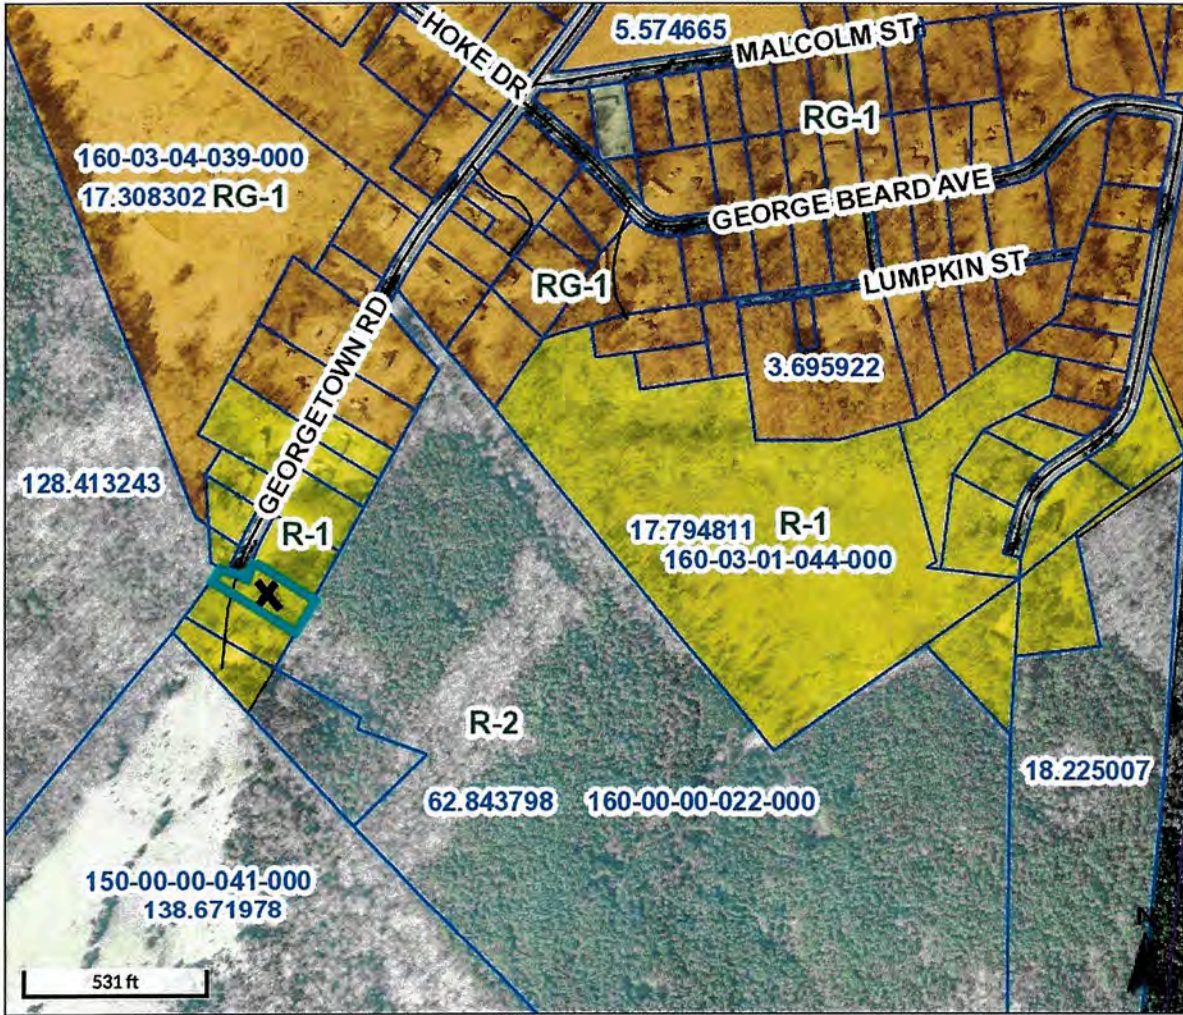 5.574665
MALCOLM ST
HOKE DR
RG-1
160-03-04-039-000
17.308302 RG-1
GEORGE BEARD AVE
RG-1
LUMPKIN ST
GEORGETOWN RD
3.695922
128.413243
R-1
17.794811 R-1
160-03-01-044-000
X
R-2
18.225007
62.843798 160-00-00-022-000
150-00-00-041-000
138.671978
N
531 ft